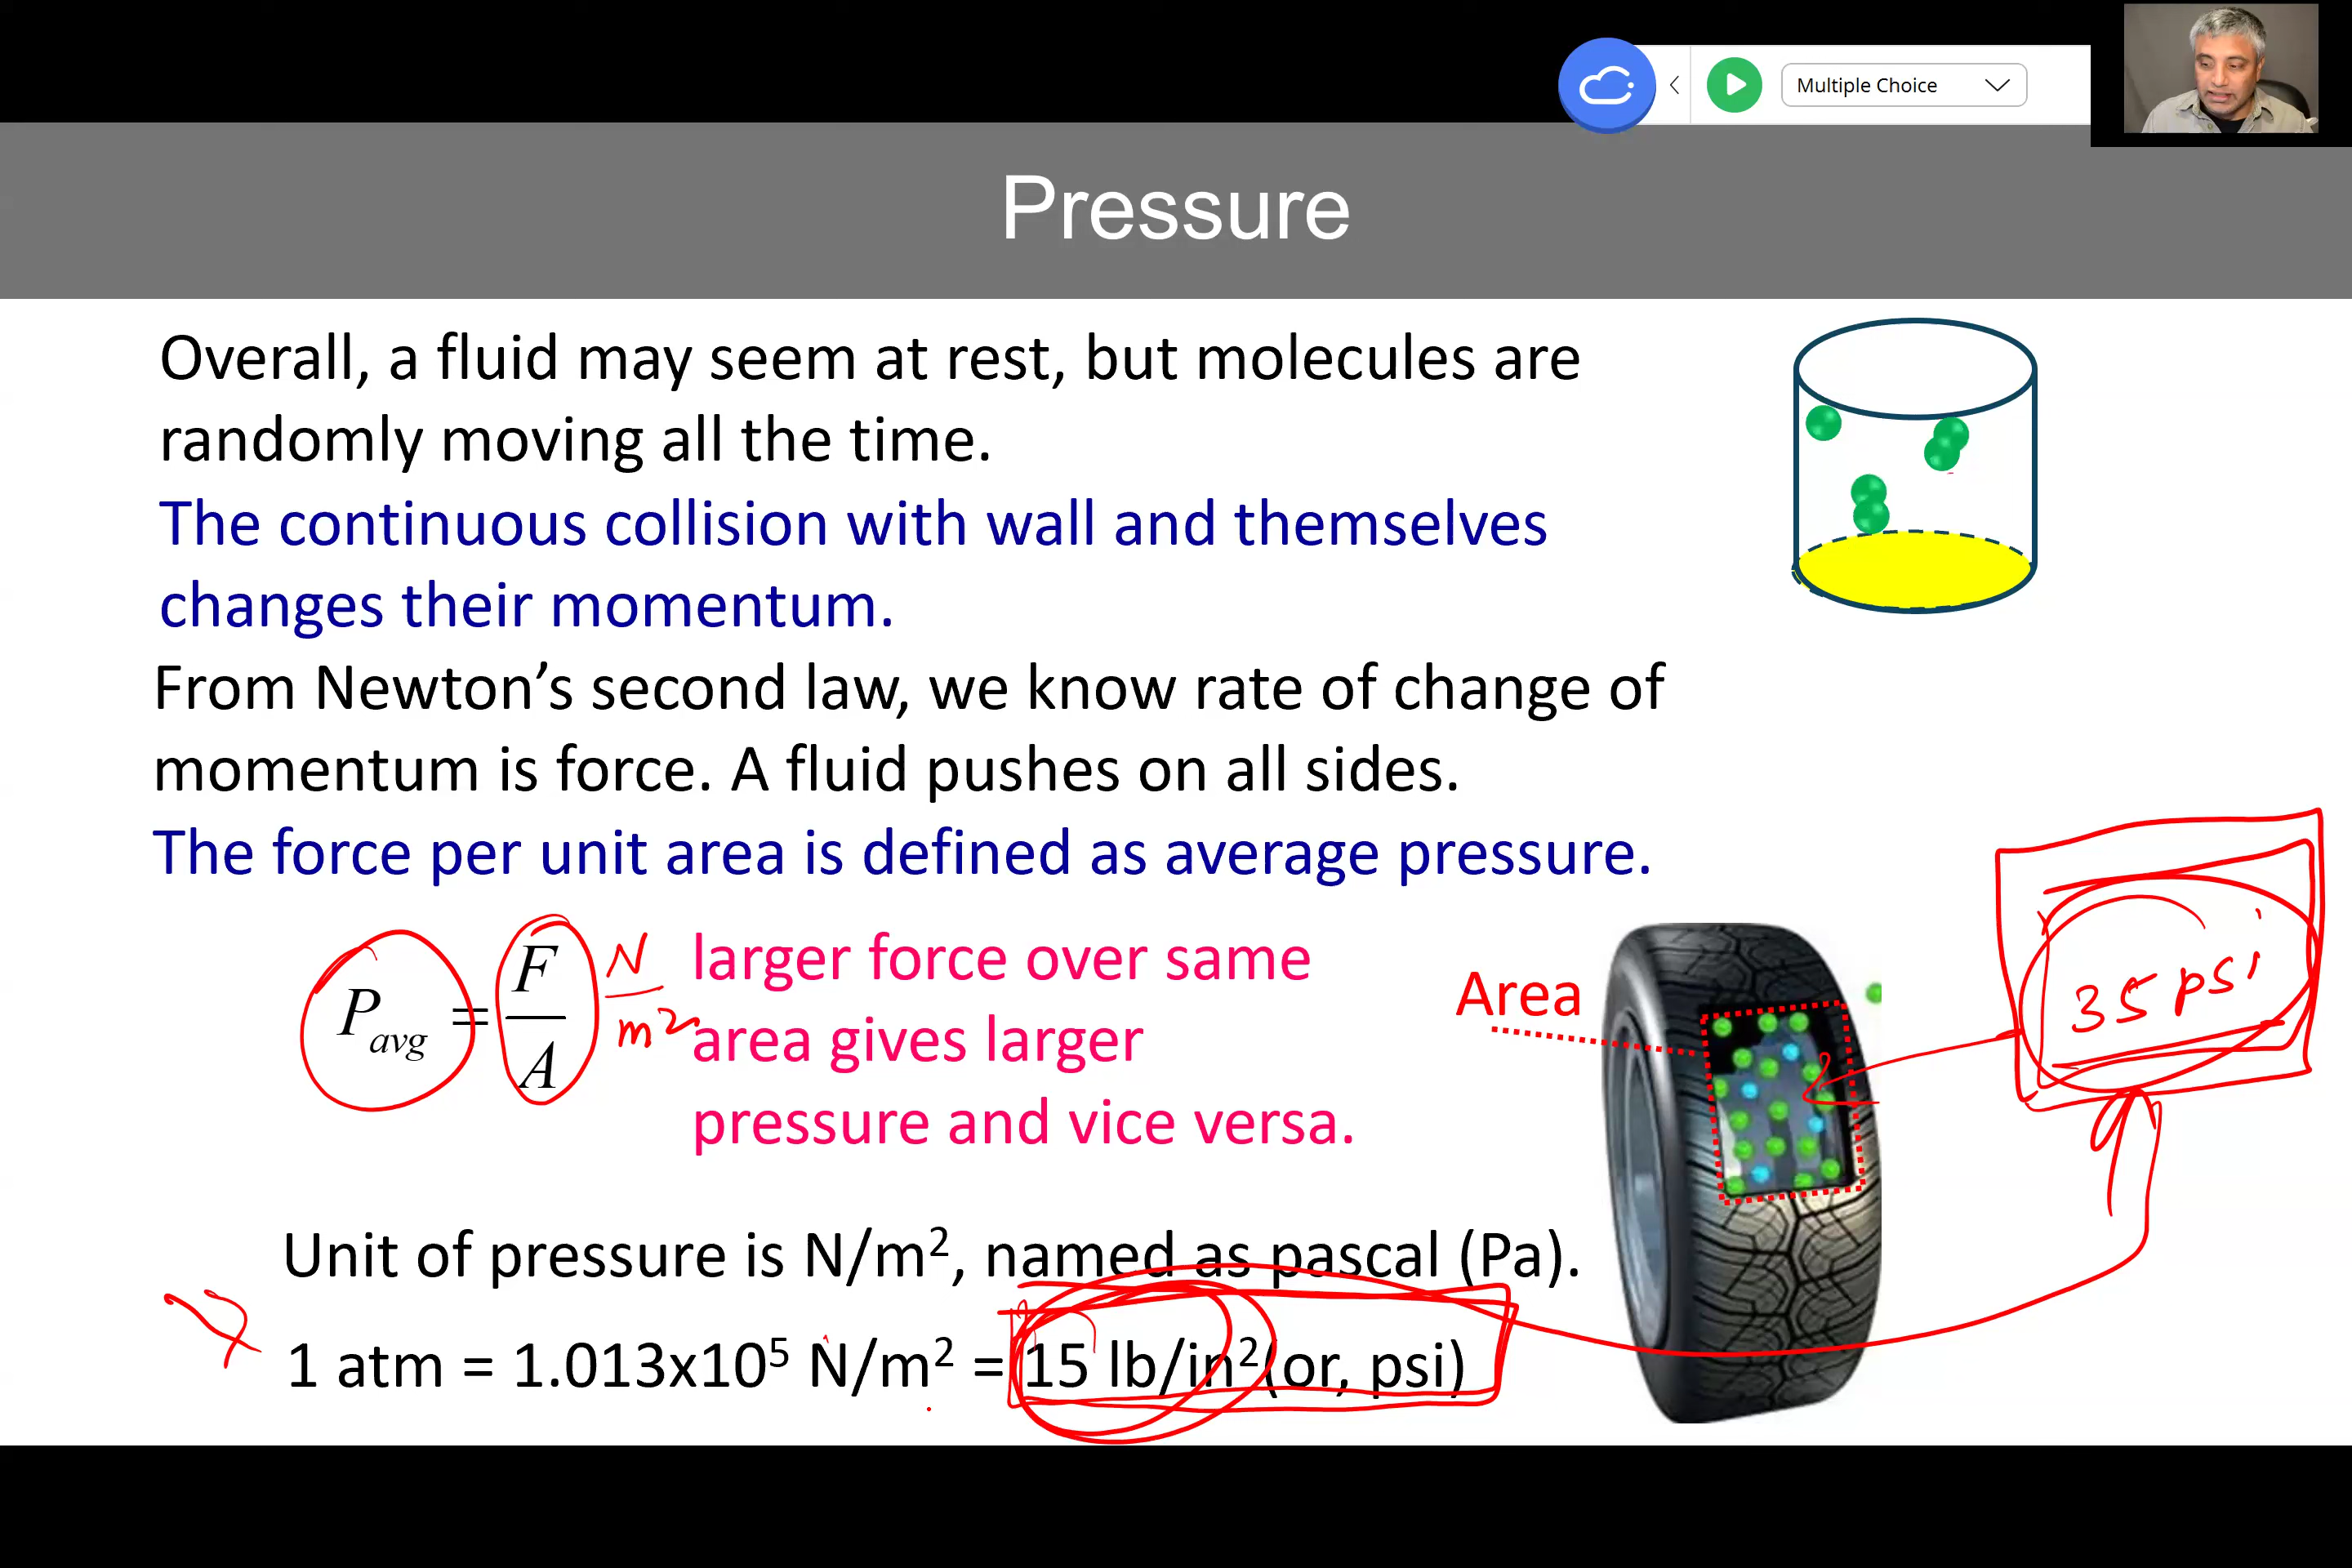 Multiple Choice
Pressure
Overall, a fluid may seem at rest, but molecules are
randomly moving all the time.
The continuous collision with wall and themselves
changes their momentum.
From Newton’s second law, we know rate of change of
momentum is force. A fluid pushes on all sides.
The force per unit area is defined as average pressure.
P_avg = F/A N/m²
larger force over same
area gives larger
pressure and vice versa.
Area
35 psi
Unit of pressure is N/m², named as pascal (Pa).
1 atm = 1.013x10⁵ N/m² = 15 lb/in² (or, psi)